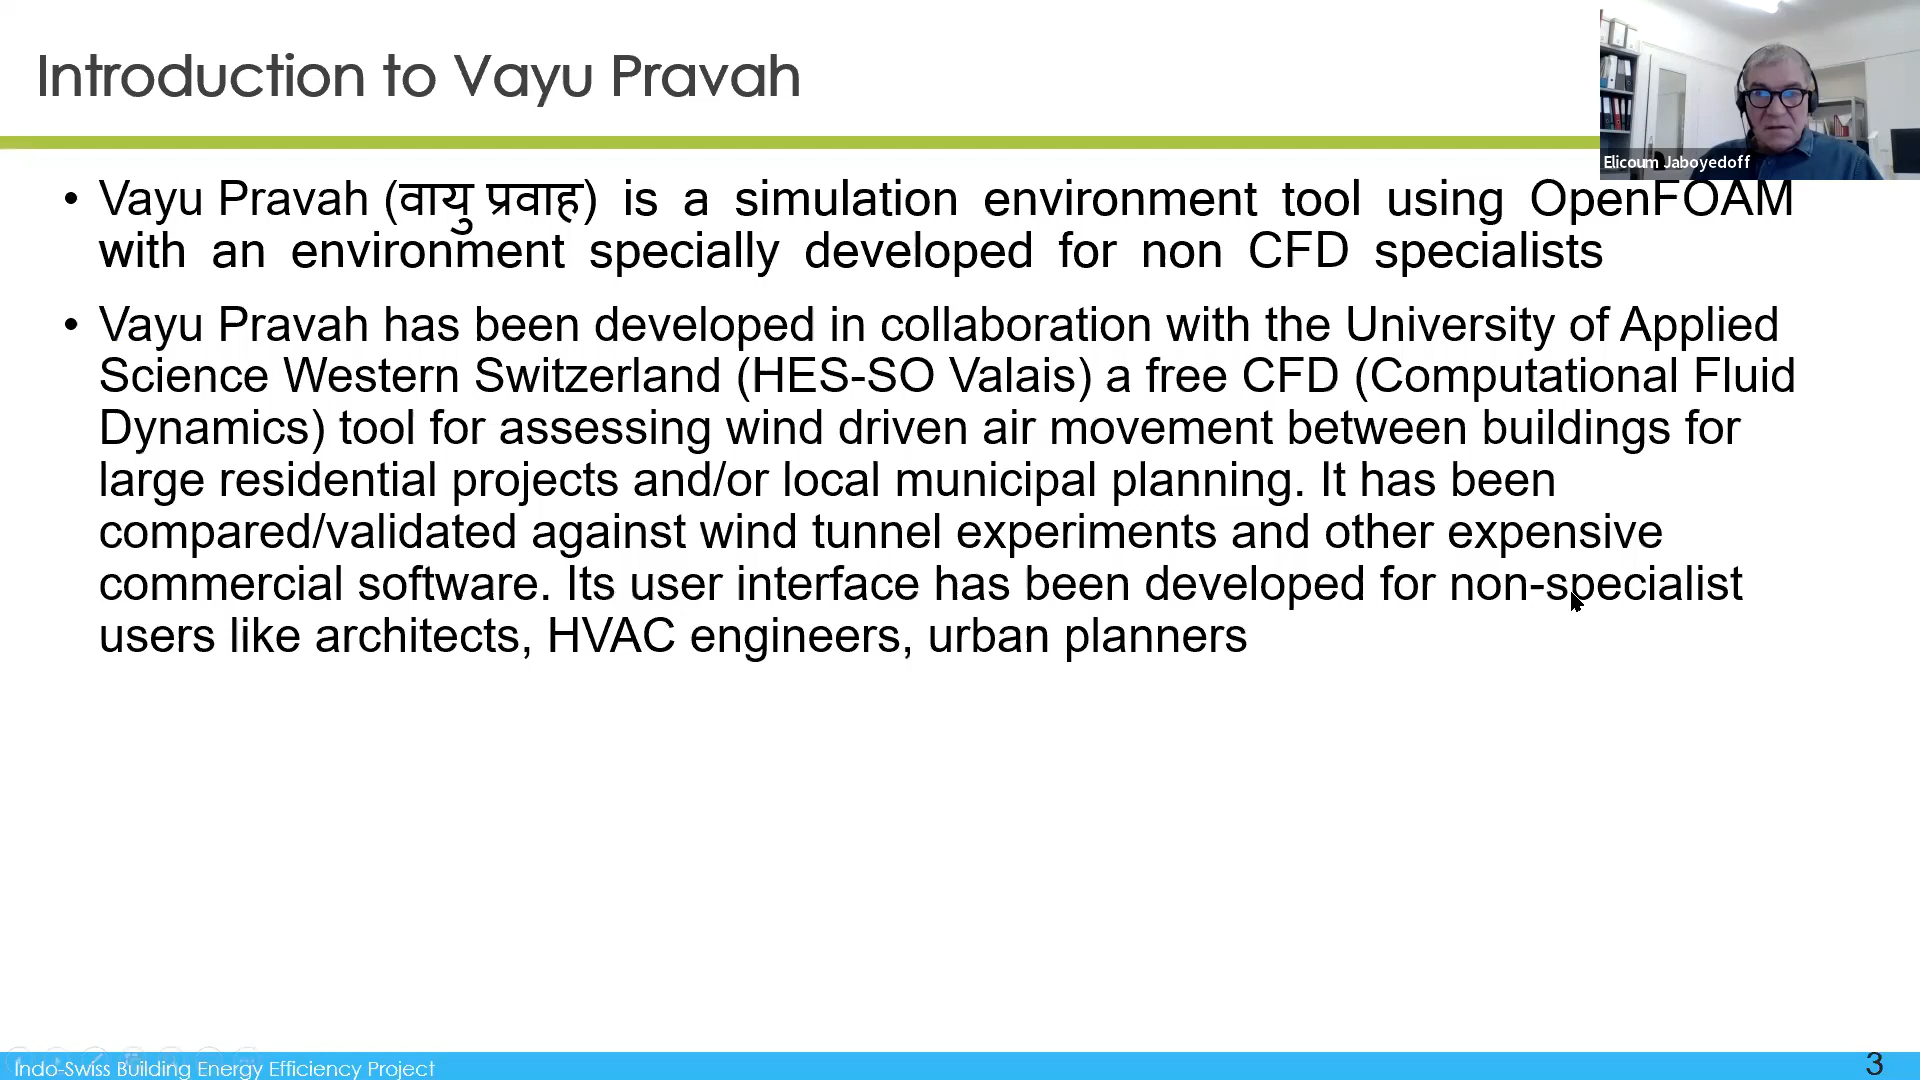 Introduction to Vayu Pravah
Elicoum Jaboyedoff
• Vayu Pravah (वायु प्रवाह) is a simulation environment tool using OpenFOAM
with an environment specially developed for non CFD specialists
• Vayu Pravah has been developed in collaboration with the University of Applied
Science Western Switzerland (HES-SO Valais) a free CFD (Computational Fluid
Dynamics) tool for assessing wind driven air movement between buildings for
large residential projects and/or local municipal planning. It has been
compared/validated against wind tunnel experiments and other expensive
commercial software. Its user interface has been developed for non-specialist
users like architects, HVAC engineers, urban planners
Indo-Swiss Building Energy Efficiency Project
3